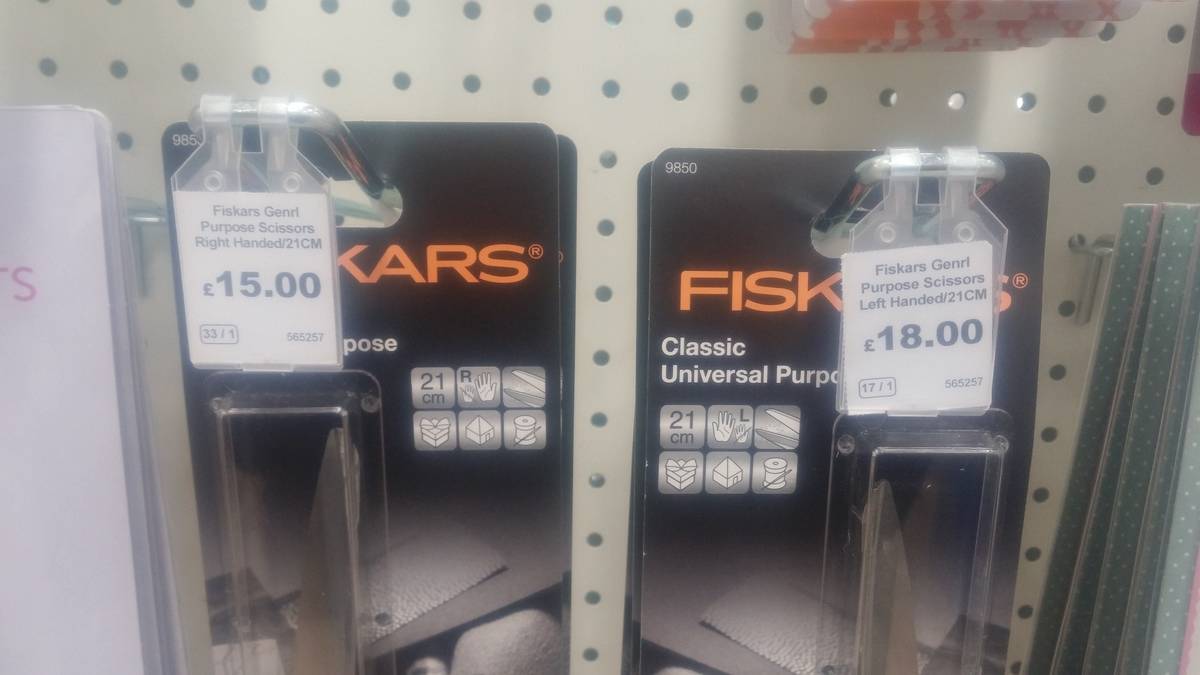 TS
985
Fiskars Genrl
Purpose Scissors
Right Handed/21CM
£15.00
33 / 1
565257
KARS®
pose
21
cm
R
9850
FISK
S®
Classic
Universal Purpo
Fiskars Genrl
Purpose Scissors
Left Handed/21CM
£18.00
17 / 1
565257
21
cm
L